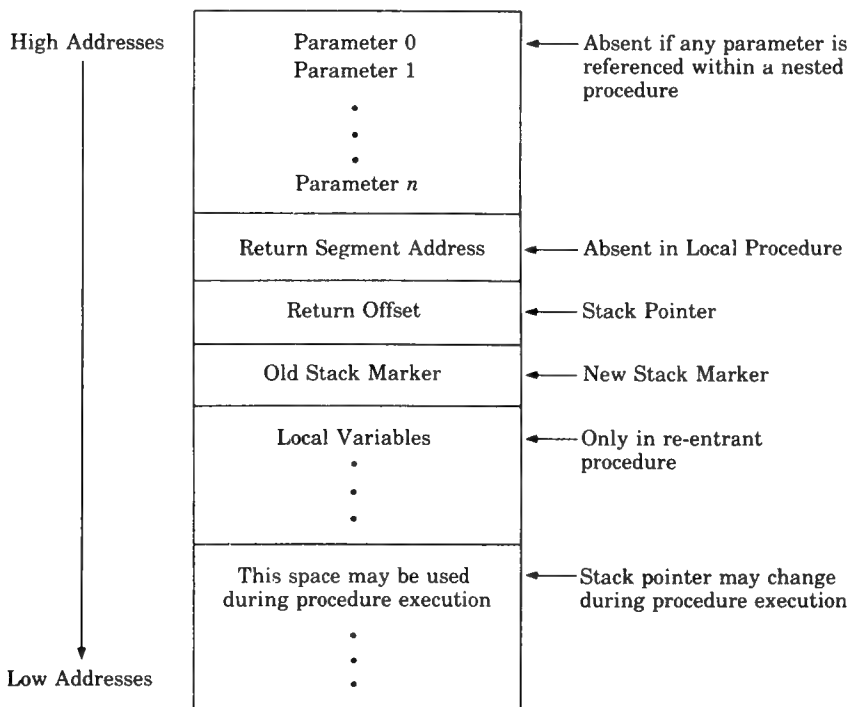 High Addresses
Parameter 0
Parameter 1
Parameter n
Absent if any parameter is
referenced within a nested
procedure
Return Segment Address
Absent in Local Procedure
Return Offset
Stack Pointer
Old Stack Marker
New Stack Marker
Local Variables
Only in re-entrant
procedure
This space may be used
during procedure execution
Stack pointer may change
during procedure execution
Low Addresses